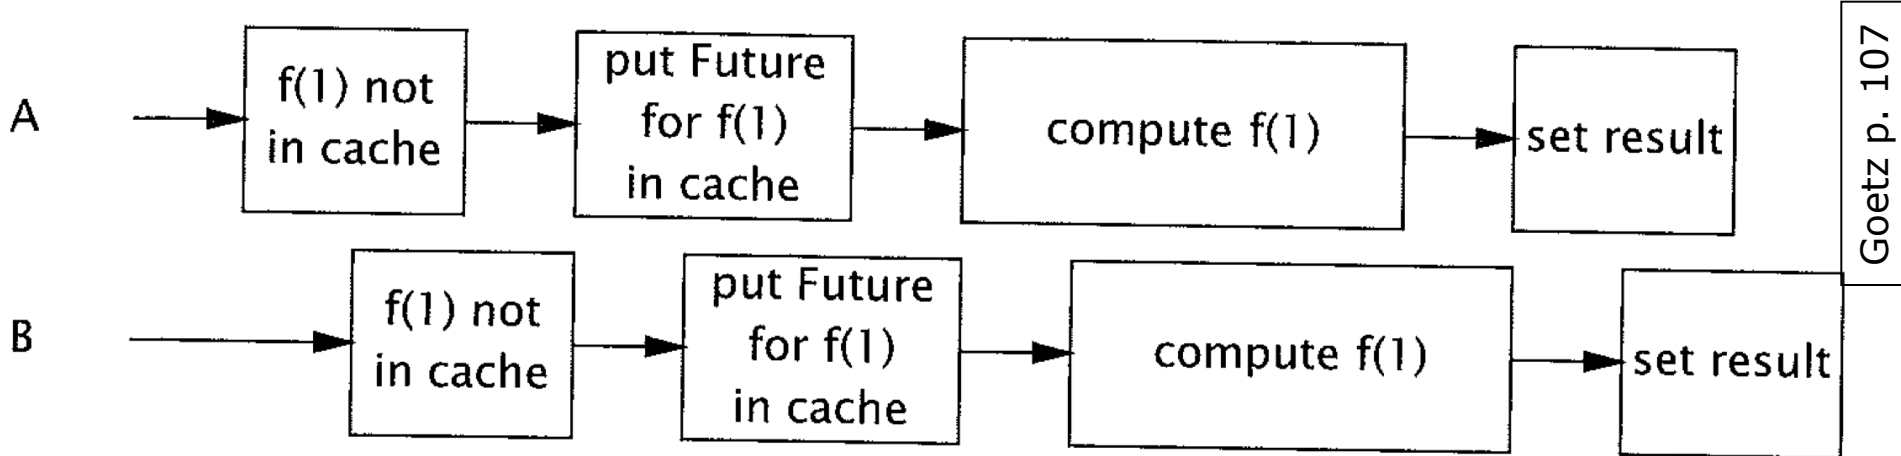 A
f(1) not
in cache
put Future
for f(1)
in cache
compute f(1)
set result
B
f(1) not
in cache
put Future
for f(1)
in cache
compute f(1)
set result
Goetz p. 107